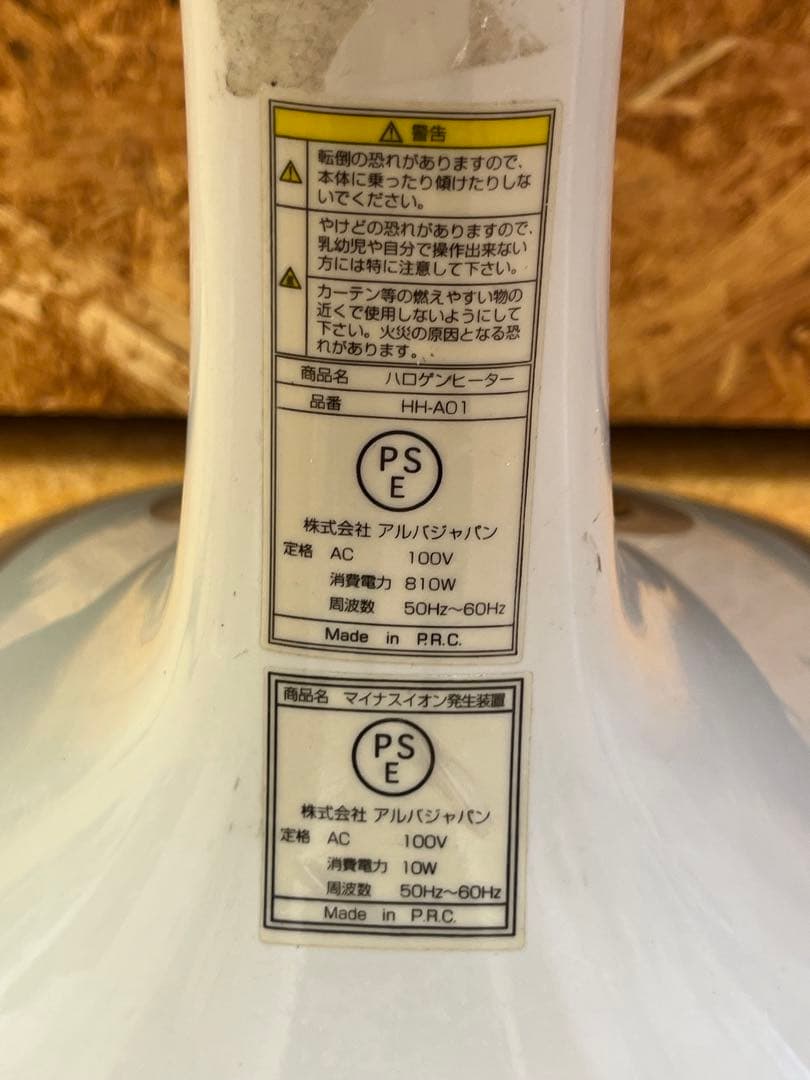 警告
転倒の恐れがありますので、
本体に乗ったり傾けたりしな
いでください。
やけどの恐れがありますので、
乳幼児や自分で操作出来ない
方には特に注意して下さい。
カーテン等の燃えやすい物の
近くで使用しないようにして
下さい。火災の原因となる恐
れがあります。
商品名 ハロゲンヒーター
品番 HH-A01
PS
E
株式会社 アルバジャパン
定格 AC 100V
消費電力 810W
周波数 50Hz～60Hz
Made in P.R.C.
商品名 マイナスイオン発生装置
PS
E
株式会社 アルバジャパン
定格 AC 100V
消費電力 10W
周波数 50Hz～60Hz
Made in P.R.C.